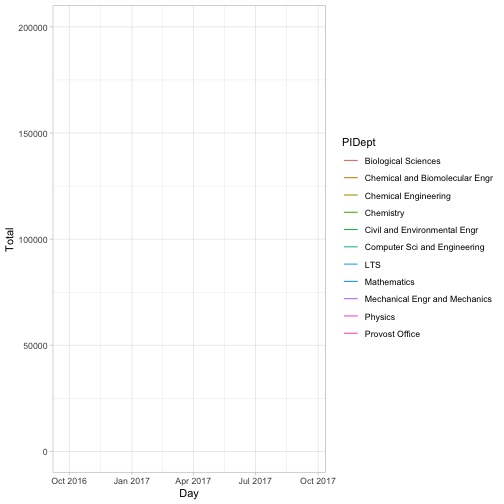 200000
150000
100000
50000
0
Total
Oct 2016
Jan 2017
Apr 2017
Jul 2017
Oct 2017
Day
PIDept
Biological Sciences
Chemical and Biomolecular Engr
Chemical Engineering
Chemistry
Civil and Environmental Engr
Computer Sci and Engineering
LTS
Mathematics
Mechanical Engr and Mechanics
Physics
Provost Office